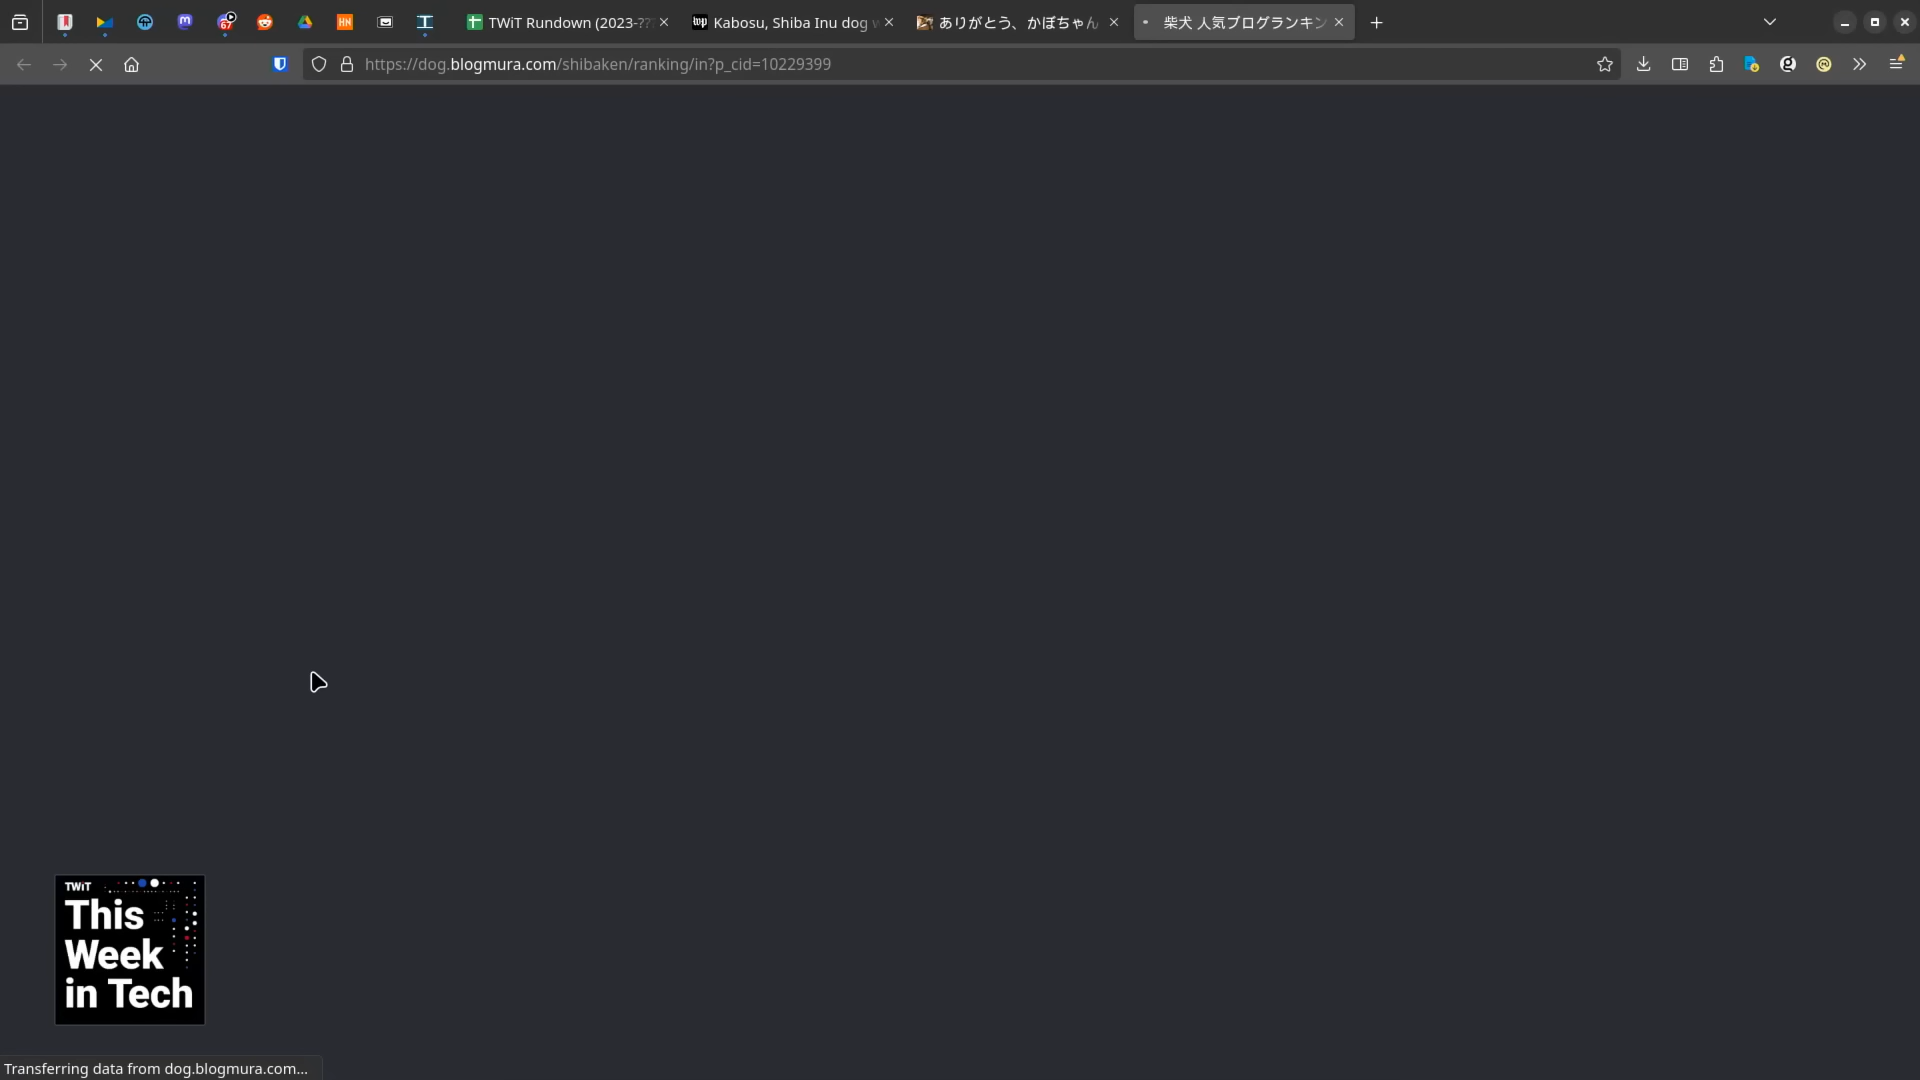 TWiT Rundown (2023-???
Kabosu, Shiba Inu dog w
ありがとう、かぼちゃん
柴犬 人気ブログランキン
https://dog.blogmura.com/shibaken/ranking/in?p_cid=10229399
TWiT
This
Week
in Tech
Transferring data from dog.blogmura.com...